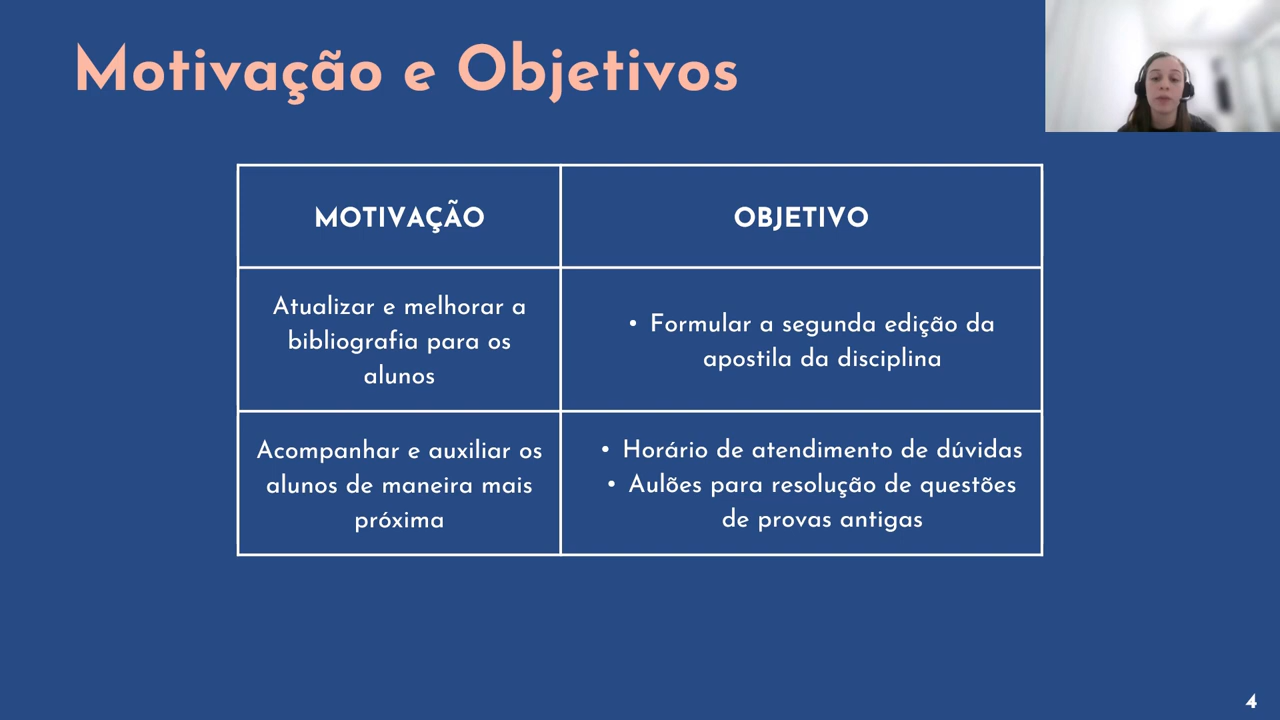 Motivação e Objetivos
MOTIVAÇÃO
OBJETIVO
Atualizar e melhorar a
bibliografia para os
alunos
• Formular a segunda edição da
apostila da disciplina
Acompanhar e auxiliar os
alunos de maneira mais
próxima
• Horário de atendimento de dúvidas
• Aulões para resolução de questões
de provas antigas
4